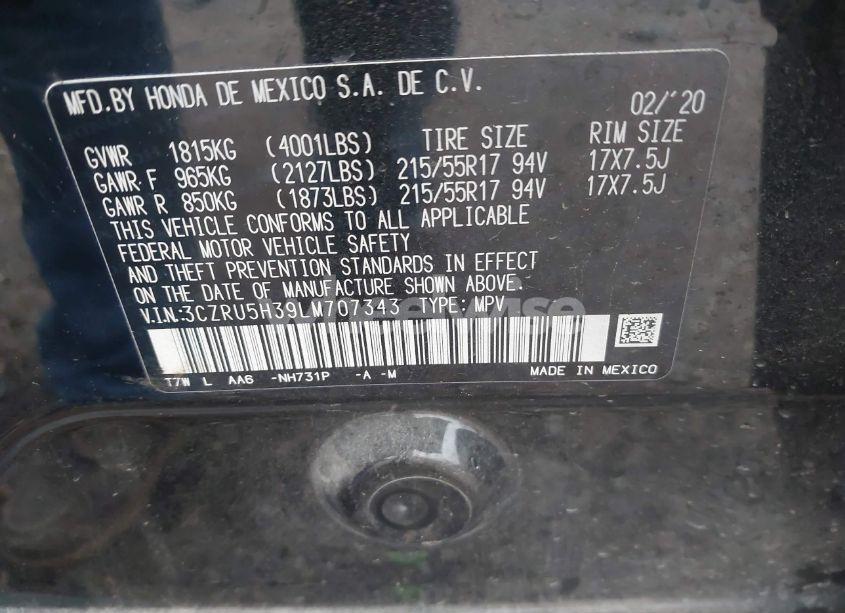 MFD.BY HONDA DE MEXICO S.A. DE C.V. 02/'20
GVWR 1815KG (4001LBS) TIRE SIZE RIM SIZE
GAWR F 965KG (2127LBS) 215/55R17 94V 17X7.5J
GAWR R 850KG (1873LBS) 215/55R17 94V 17X7.5J
THIS VEHICLE CONFORMS TO ALL APPLICABLE
FEDERAL MOTOR VEHICLE SAFETY
AND THEFT PREVENTION STANDARDS IN EFFECT
ON THE DATE OF MANUFACTURE SHOWN ABOVE.
V.I.N:3CZRU5H39LM707343 TYPE:MPV
T7W L AA6 -NH731P -A -M MADE IN MEXICO